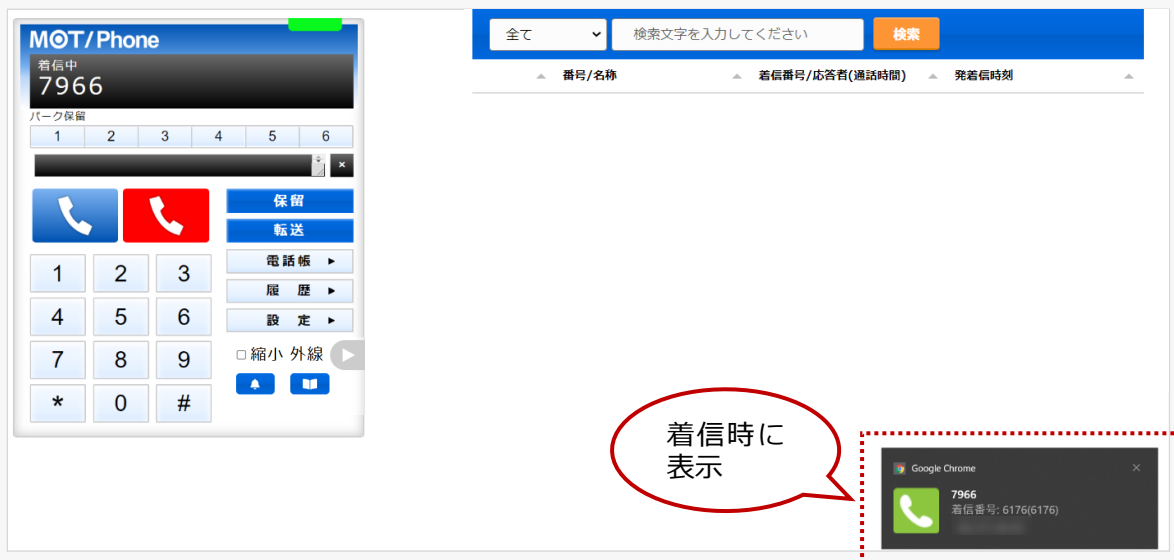 MOT/Phone
着信中
7966
パーク保留
1 2 3 4 5 6
×
保留
転送
電話帳 ►
履 歴 ►
設 定 ►
1 2 3
4 5 6
7 8 9
* 0 #
縮小 外線
全て
検索文字を入力してください
検索
番号/名称
着信番号/応答者(通話時間)
発着信時刻
着信時に
表示
Google Chrome
×
7966
着信番号: 6176(6176)